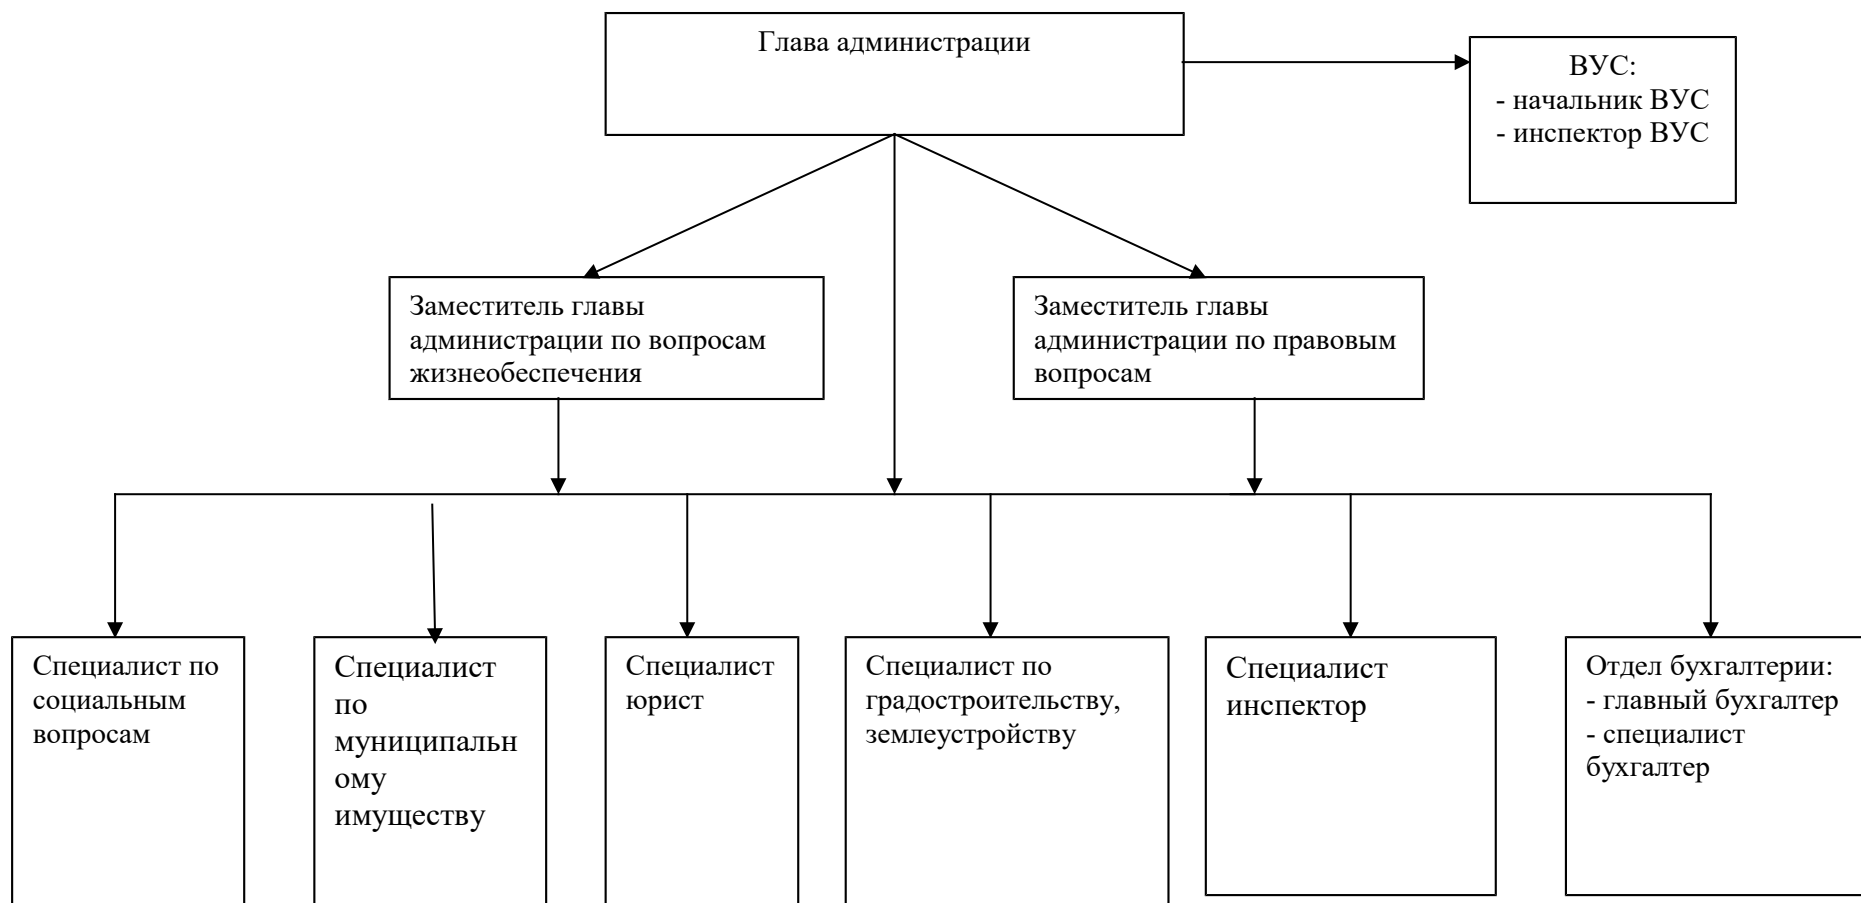 Глава администрации
ВУС:
- начальник ВУС
- инспектор ВУС
Заместитель главы
администрации по вопросам
жизнеобеспечения
Заместитель главы
администрации по правовым
вопросам
Специалист по
социальным
вопросам
Специалист
по
муниципальн
ому
имуществу
Специалист
юрист
Специалист по
градостроительству,
землеустройству
Специалист
инспектор
Отдел бухгалтерии:
- главный бухгалтер
- специалист
бухгалтер